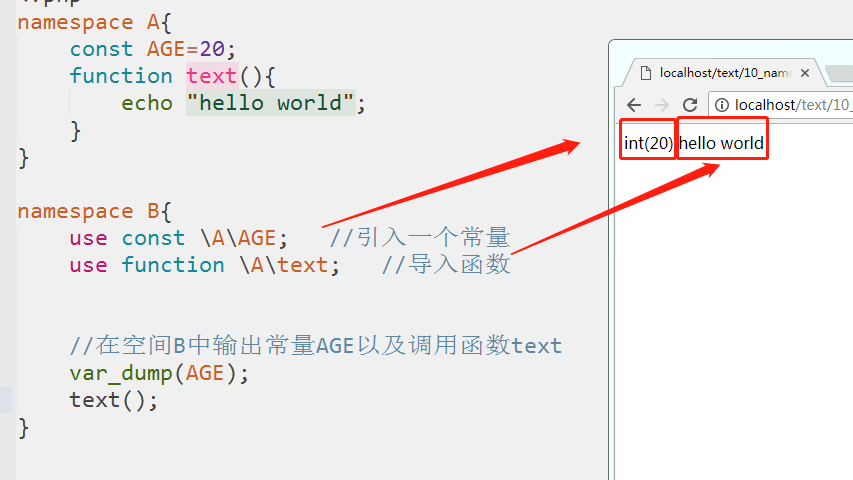 <?php
namespace A{
const AGE=20;
function text(){
echo "hello world";
}
}
namespace B{
use const \A\AGE; //引入一个常量
use function \A\text; //导入函数
//在空间B中输出常量AGE以及调用函数text
var_dump(AGE);
text();
}
localhost/text/10_name
localhost/text/10
int(20) hello world